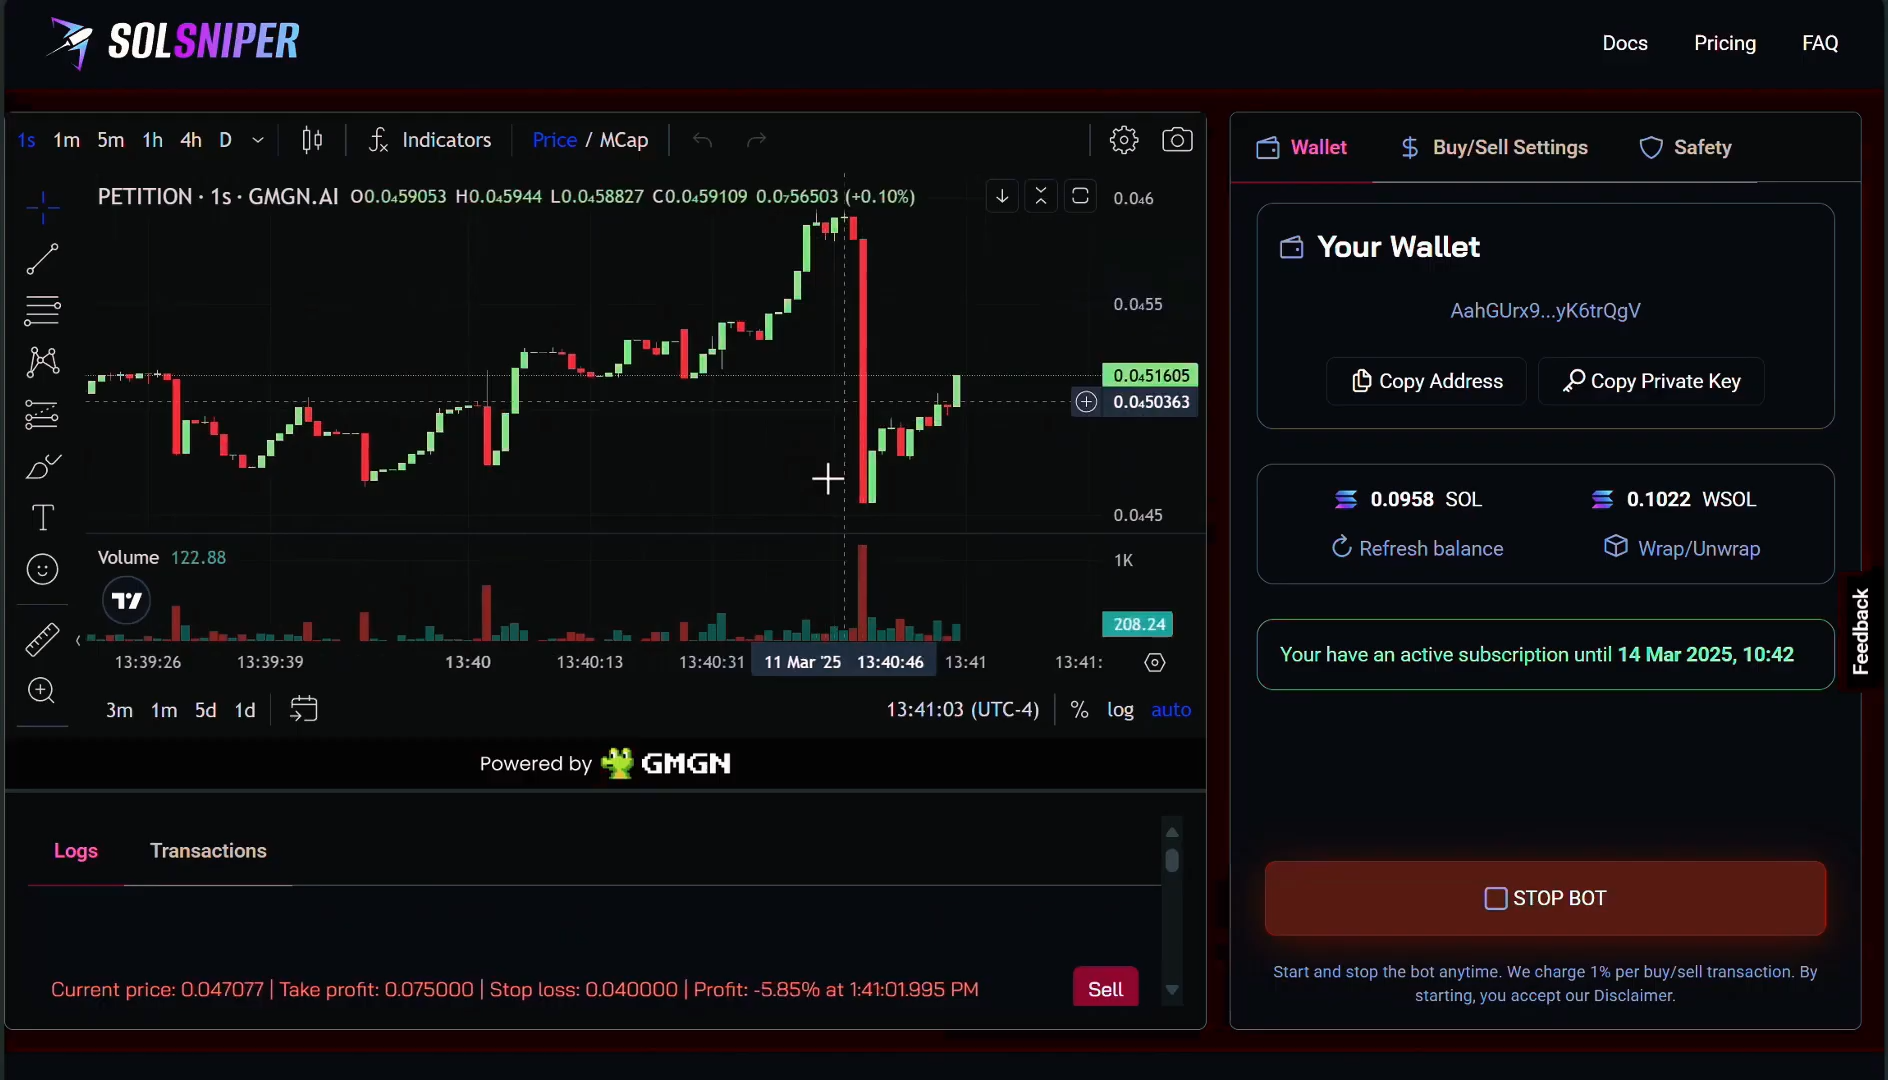 SOLSNIPER
Docs Pricing FAQ
1s 1m 5m 1h 4h D Indicators Price / MCap
PETITION · 1s · GMGN.AI O0.0₄59053 H0.0₄5944 L0.0₄58827 C0.0₄59109 0.0₇56503 (+0.10%)
0.0₄6
0.0₄55
0.0₄51605
0.0₄50363
0.0₄45
Volume 122.88
1K
208.24
13:39:26 13:39:39 13:40 13:40:13 13:40:31 11 Mar '25 13:40:46 13:41 13:41:
3m 1m 5d 1d 13:41:03 (UTC-4) % log auto
Powered by GMGN
Logs Transactions
Current price: 0.047077 | Take profit: 0.075000 | Stop loss: 0.040000 | Profit: -5.85% at 1:41:01.995 PM
Sell
Wallet Buy/Sell Settings Safety
Your Wallet
AahGUrx9...yK6trQgV
Copy Address Copy Private Key
0.0958 SOL 0.1022 WSOL
Refresh balance Wrap/Unwrap
Your have an active subscription until 14 Mar 2025, 10:42
STOP BOT
Start and stop the bot anytime. We charge 1% per buy/sell transaction. By
starting, you accept our Disclaimer.
Feedback